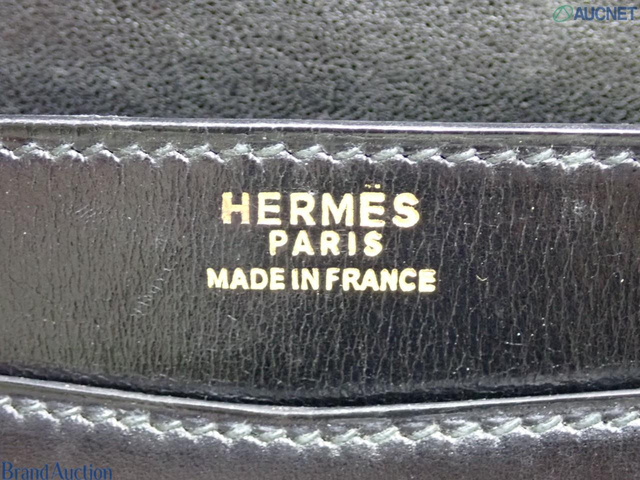 AUCNET
HERMÈS
PARIS
MADE IN FRANCE
Brand Auction